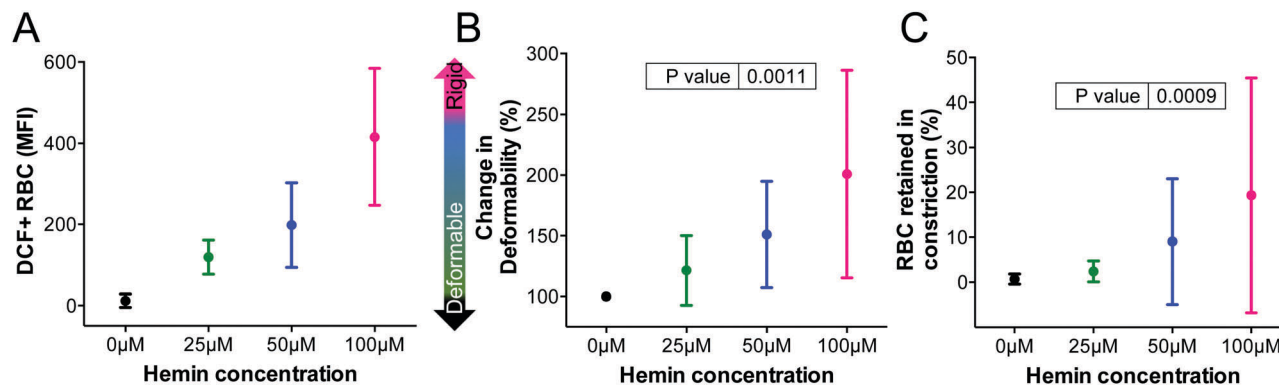 A
DCF+ RBC (MFI)
600
400
200
0
0µM
25µM
50µM
100µM
Hemin concentration
Rigid
Deformable
B
Change in
Deformability (%)
300
250
200
150
100
P value 0.0011
0µM
25µM
50µM
100µM
Hemin concentration
C
RBC retained in
constriction (%)
50
40
30
20
10
0
P value 0.0009
0µM
25µM
50µM
100µM
Hemin concentration